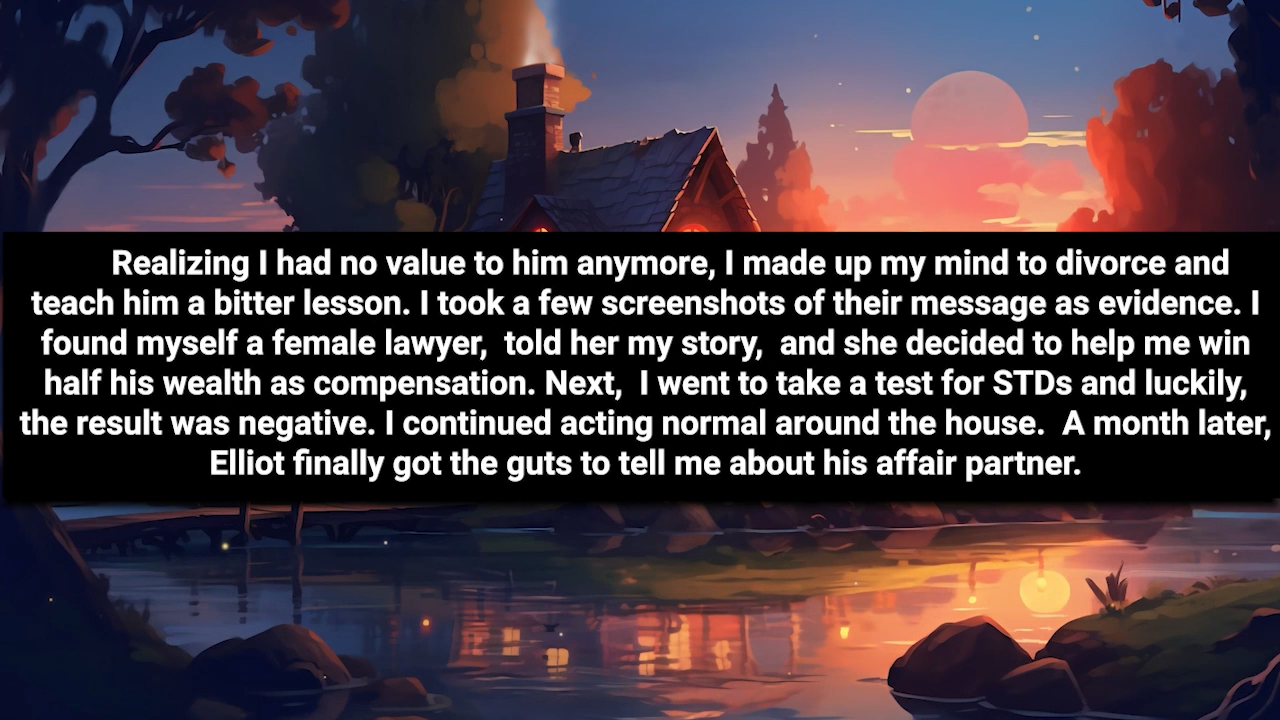 Realizing I had no value to him anymore, I made up my mind to divorce and
teach him a bitter lesson. I took a few screenshots of their message as evidence. I
found myself a female lawyer,  told her my story,  and she decided to help me win
half his wealth as compensation. Next,  I went to take a test for STDs and luckily,
the result was negative. I continued acting normal around the house.  A month later,
Elliot finally got the guts to tell me about his affair partner.